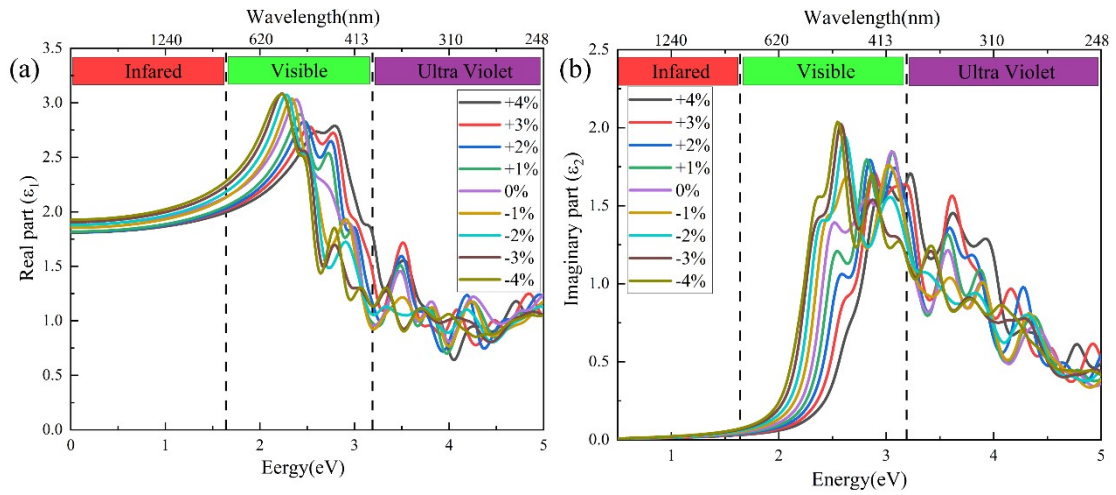 Wavelength(nm)
1240 620 413 310 248
(a)
Infared Visible Ultra Violet
3.5
3.0
2.5
2.0
1.5
1.0
0.5
0.0
Real part (ε₁)
+4%
+3%
+2%
+1%
0%
-1%
-2%
-3%
-4%
0 1 2 3 4 5
Eergy(eV)
Wavelength(nm)
1240 620 413 310 248
(b)
Infrared Visible Ultra Violet
2.5
2.0
1.5
1.0
0.5
0.0
Imaginary part (ε₂)
+4%
+3%
+2%
+1%
0%
-1%
-2%
-3%
-4%
1 2 3 4 5
Energy(eV)